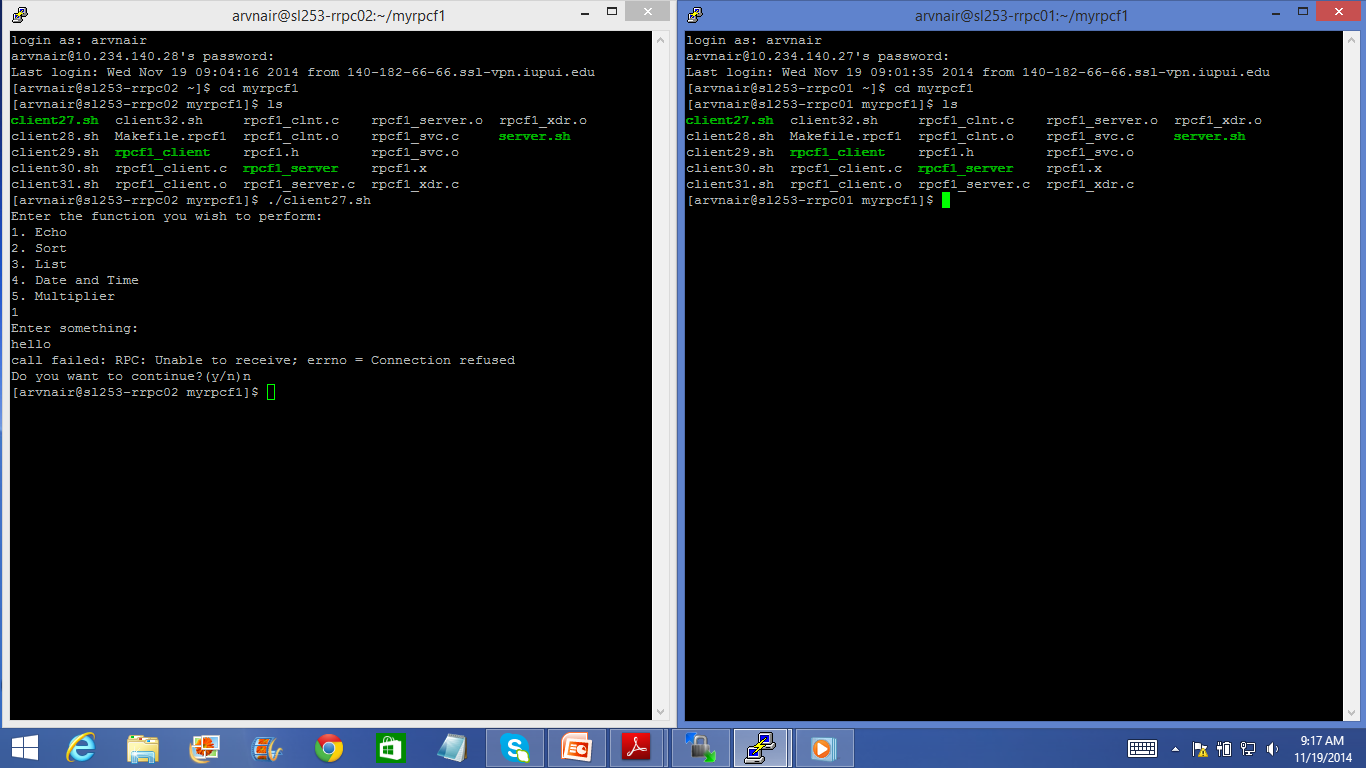 arvnair@sl253-rrpc02:~/myrpcf1
login as: arvnair
arvnair@10.234.140.28's password:
Last login: Wed Nov 19 09:04:16 2014 from 140-182-66-66.ssl-vpn.iupui.edu
[arvnair@sl253-rrpc02 ~]$ cd myrpcf1
[arvnair@sl253-rrpc02 myrpcf1]$ ls
client27.sh client32.sh rpcf1_clnt.c rpcf1_server.o rpcf1_xdr.o
client28.sh Makefile.rpcf1 rpcf1_clnt.o rpcf1_svc.c server.sh
client29.sh rpcf1_client rpcf1.h rpcf1_svc.o
client30.sh rpcf1_client.c rpcf1_server rpcf1.x
client31.sh rpcf1_client.o rpcf1_server.c rpcf1_xdr.c
[arvnair@sl253-rrpc02 myrpcf1]$ ./client27.sh
Enter the function you wish to perform:
1. Echo
2. Sort
3. List
4. Date and Time
5. Multiplier
1
Enter something:
hello
call failed: RPC: Unable to receive; errno = Connection refused
Do you want to continue?(y/n)n
[arvnair@sl253-rrpc02 myrpcf1]$
arvnair@sl253-rrpc01:~/myrpcf1
login as: arvnair
arvnair@10.234.140.27's password:
Last login: Wed Nov 19 09:01:35 2014 from 140-182-66-66.ssl-vpn.iupui.edu
[arvnair@sl253-rrpc01 ~]$ cd myrpcf1
[arvnair@sl253-rrpc01 myrpcf1]$ ls
client27.sh client32.sh rpcf1_clnt.c rpcf1_server.o rpcf1_xdr.o
client28.sh Makefile.rpcf1 rpcf1_clnt.o rpcf1_svc.c server.sh
client29.sh rpcf1_client rpcf1.h rpcf1_svc.o
client30.sh rpcf1_client.c rpcf1_server rpcf1.x
client31.sh rpcf1_client.o rpcf1_server.c rpcf1_xdr.c
[arvnair@sl253-rrpc01 myrpcf1]$
9:17 AM
11/19/2014